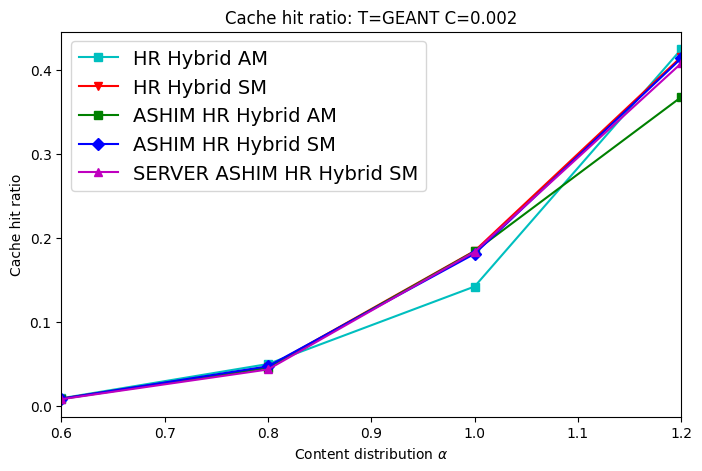 Cache hit ratio: T=GEANT C=0.002
HR Hybrid AM
HR Hybrid SM
ASHIM HR Hybrid AM
ASHIM HR Hybrid SM
SERVER ASHIM HR Hybrid SM
Cache hit ratio
0.4
0.3
0.2
0.1
0.0
0.6 0.7 0.8 0.9 1.0 1.1 1.2
Content distribution α